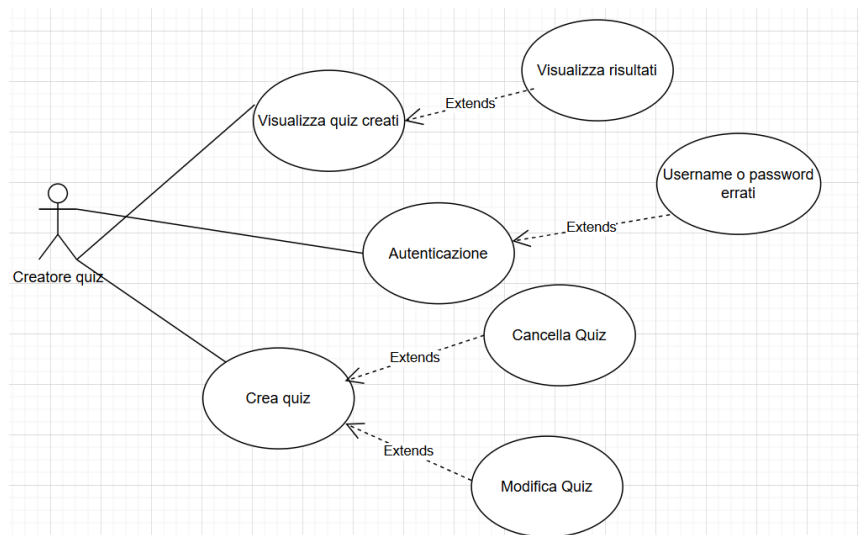 Visualizza risultati
Extends
Visualizza quiz creati
Username o password
errati
Extends
Autenticazione
Creatore quiz
Cancella Quiz
Extends
Crea quiz
Extends
Modifica Quiz